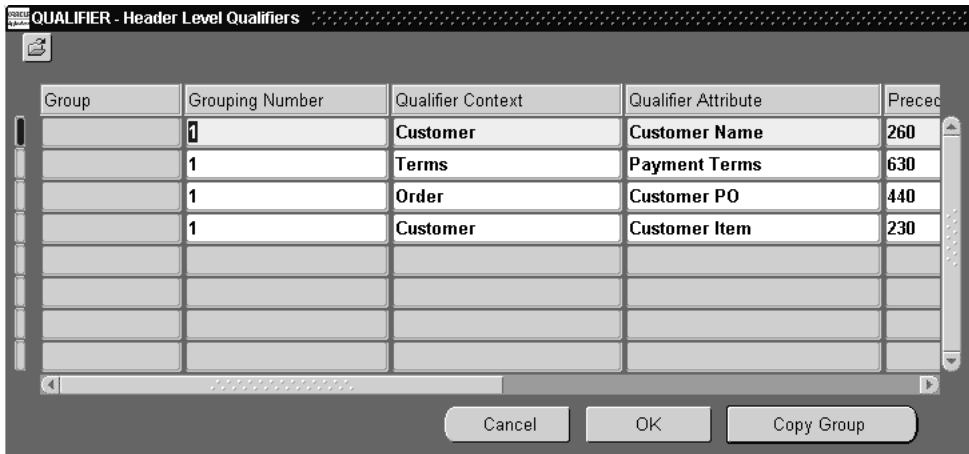 QUALIFIER - Header Level Qualifiers
Group Grouping Number Qualifier Context Qualifier Attribute Preced
1 Customer Customer Name 260
1 Terms Payment Terms 630
1 Order Customer PO 440
1 Customer Customer Item 230
Cancel OK Copy Group